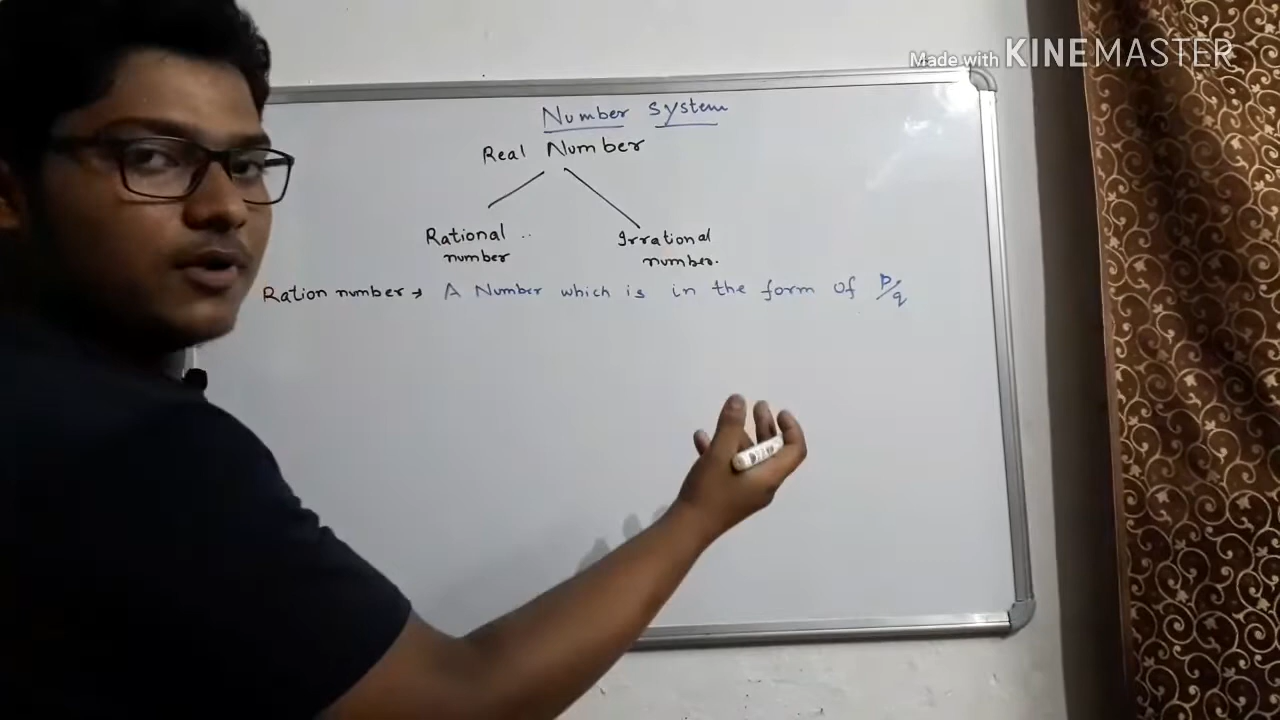 Made with KINEMASTER
Number system
Real Number
Rational .. Irrational
number number.
Ration number → A Number which is in the form of P/q